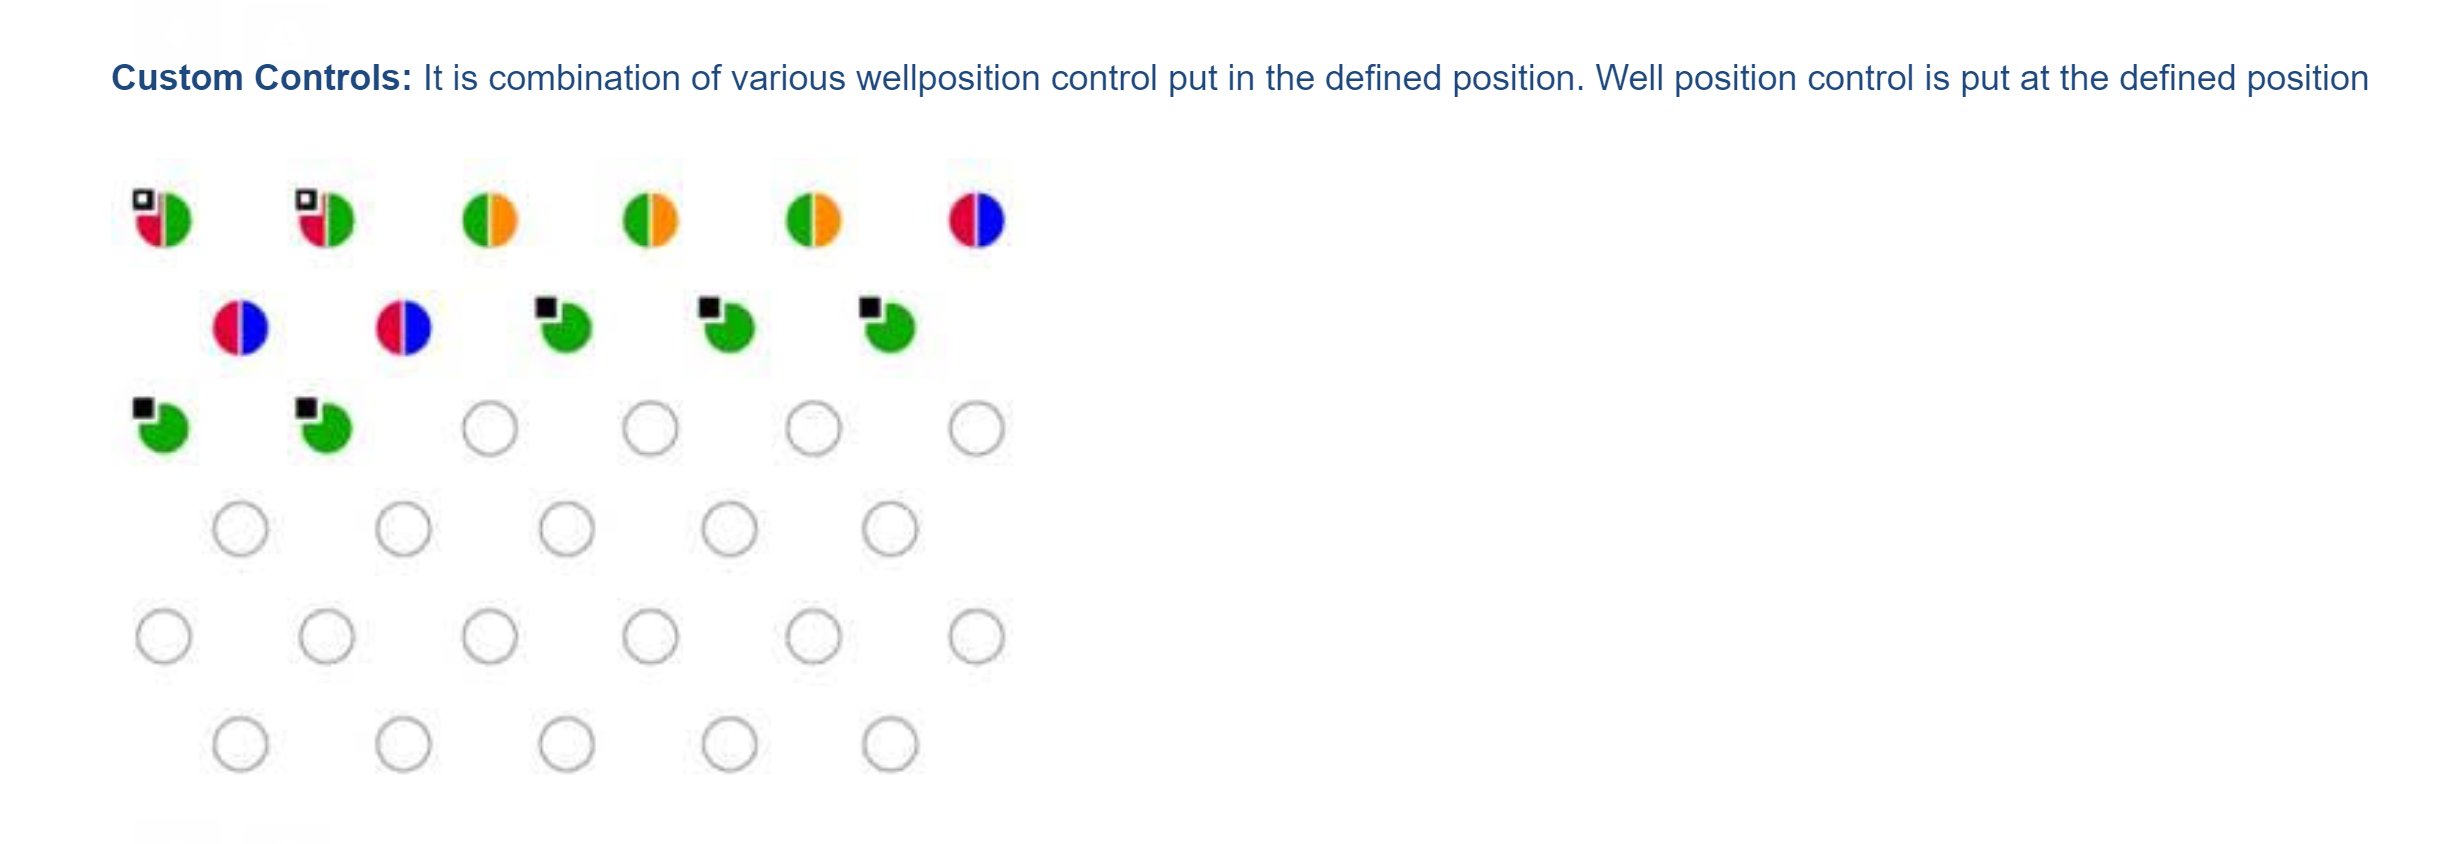 Custom Controls: It is combination of various wellposition control put in the defined position. Well position control is put at the defined position